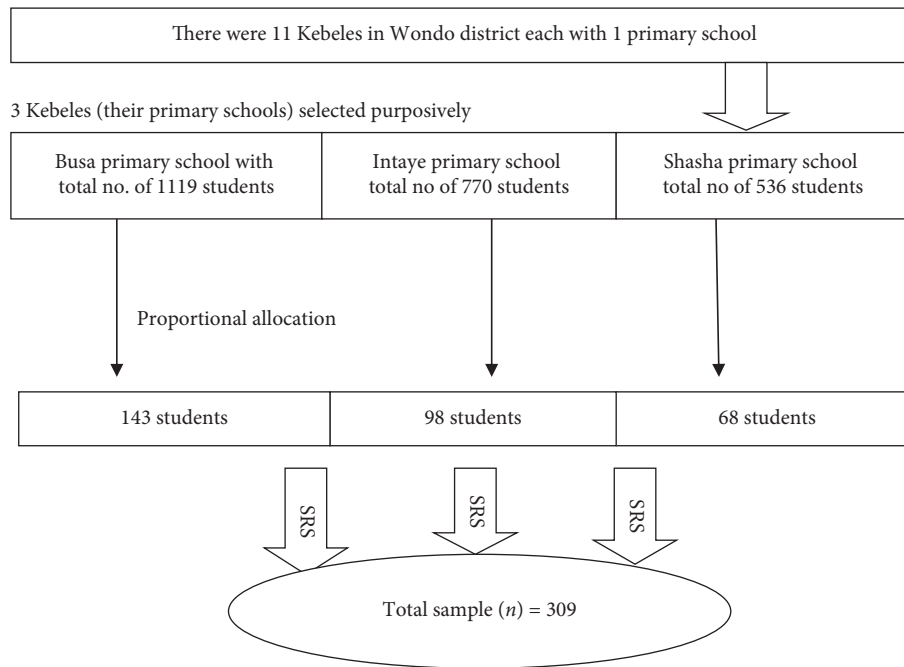 There were 11 Kebeles in Wondo district each with 1 primary school
3 Kebeles (their primary schools) selected purposively
Busa primary school with
total no. of 1119 students
Intaye primary school
total no of 770 students
Shasha primary school
total no of 536 students
Proportional allocation
143 students
98 students
68 students
SRS
SRS
SRS
Total sample (n) = 309